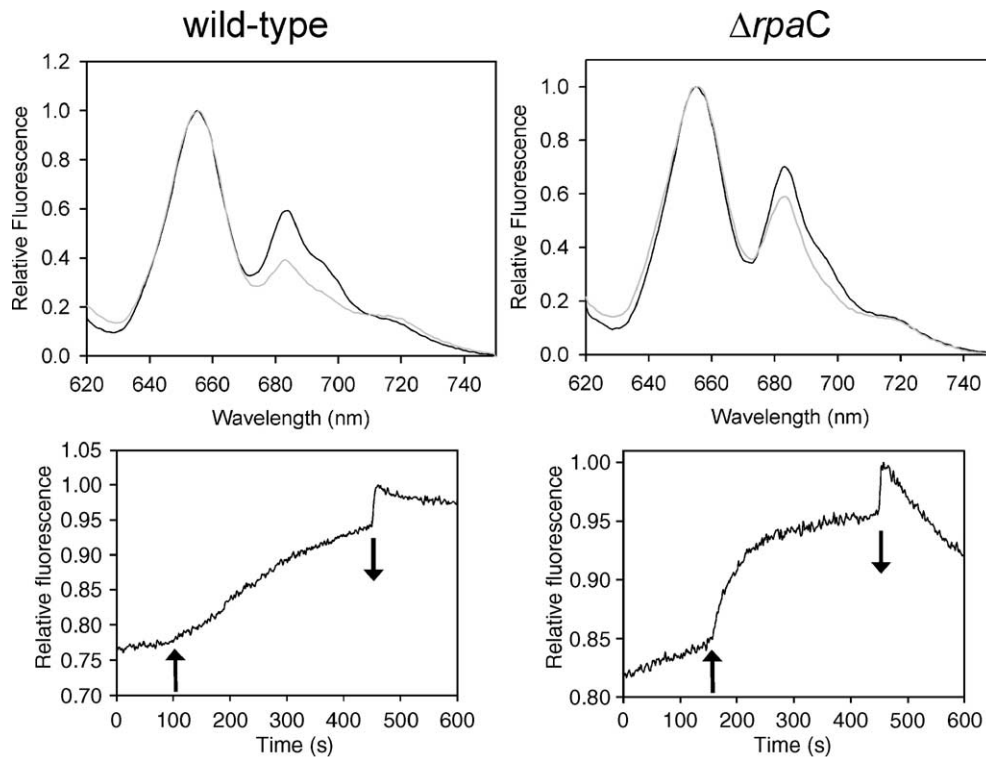 wild-type
ΔrpaC
Relative Fluorescence
1.2
1.0
0.8
0.6
0.4
0.2
0.0
620 640 660 680 700 720 740
Wavelength (nm)
Relative Fluorescence
1.0
0.8
0.6
0.4
0.2
0.0
620 640 660 680 700 720 740
Wavelength (nm)
Relative fluorescence
1.05
1.00
0.95
0.90
0.85
0.80
0.75
0.70
0 100 200 300 400 500 600
Time (s)
Relative fluorescence
1.00
0.95
0.90
0.85
0.80
0 100 200 300 400 500 600
Time (s)